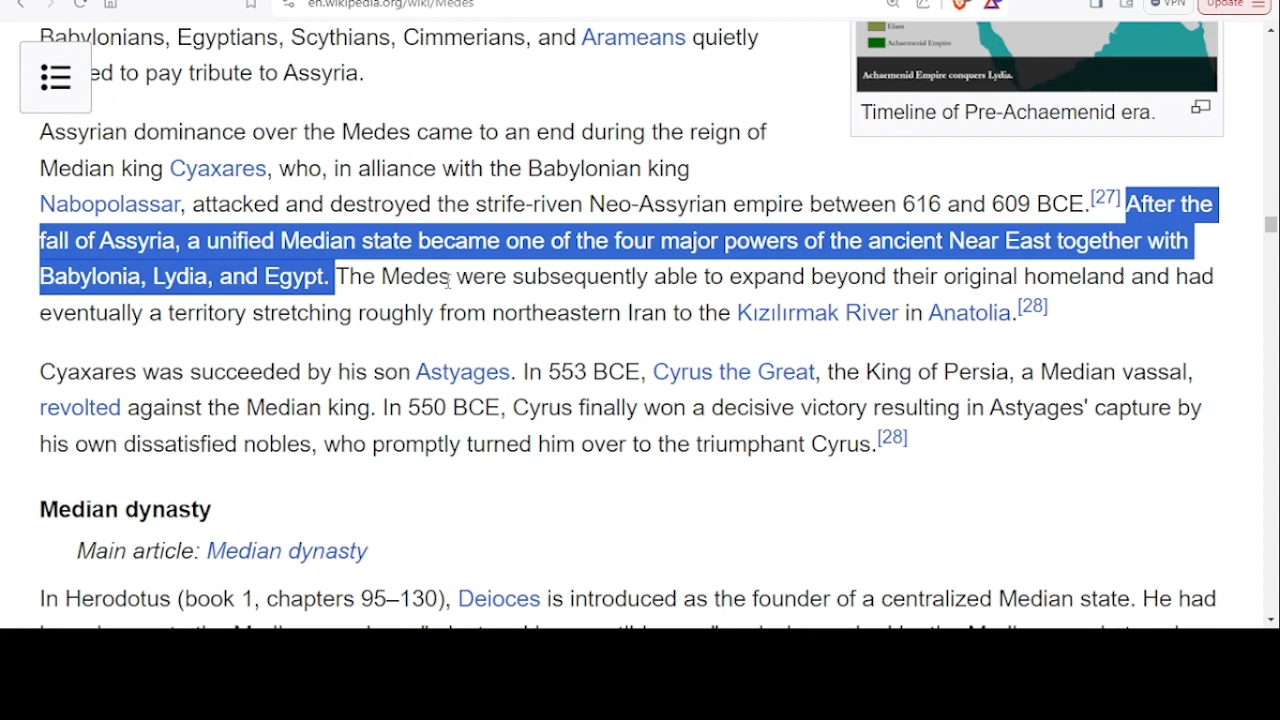 en.wikipedia.org/wiki/Medes
VPN
Update
Babylonians, Egyptians, Scythians, Cimmerians, and Arameans quietly
ed to pay tribute to Assyria.
Elam
Achaemenid Empire
Achaemenid Empire conquers Lydia.
Timeline of Pre-Achaemenid era.
Assyrian dominance over the Medes came to an end during the reign of
Median king Cyaxares, who, in alliance with the Babylonian king
Nabopolassar, attacked and destroyed the strife-riven Neo-Assyrian empire between 616 and 609 BCE.[27] After the
fall of Assyria, a unified Median state became one of the four major powers of the ancient Near East together with
Babylonia, Lydia, and Egypt. The Medes were subsequently able to expand beyond their original homeland and had
eventually a territory stretching roughly from northeastern Iran to the Kızılırmak River in Anatolia.[28]
Cyaxares was succeeded by his son Astyages. In 553 BCE, Cyrus the Great, the King of Persia, a Median vassal,
revolted against the Median king. In 550 BCE, Cyrus finally won a decisive victory resulting in Astyages' capture by
his own dissatisfied nobles, who promptly turned him over to the triumphant Cyrus.[28]
Median dynasty
Main article: Median dynasty
In Herodotus (book 1, chapters 95–130), Deioces is introduced as the founder of a centralized Median state. He had